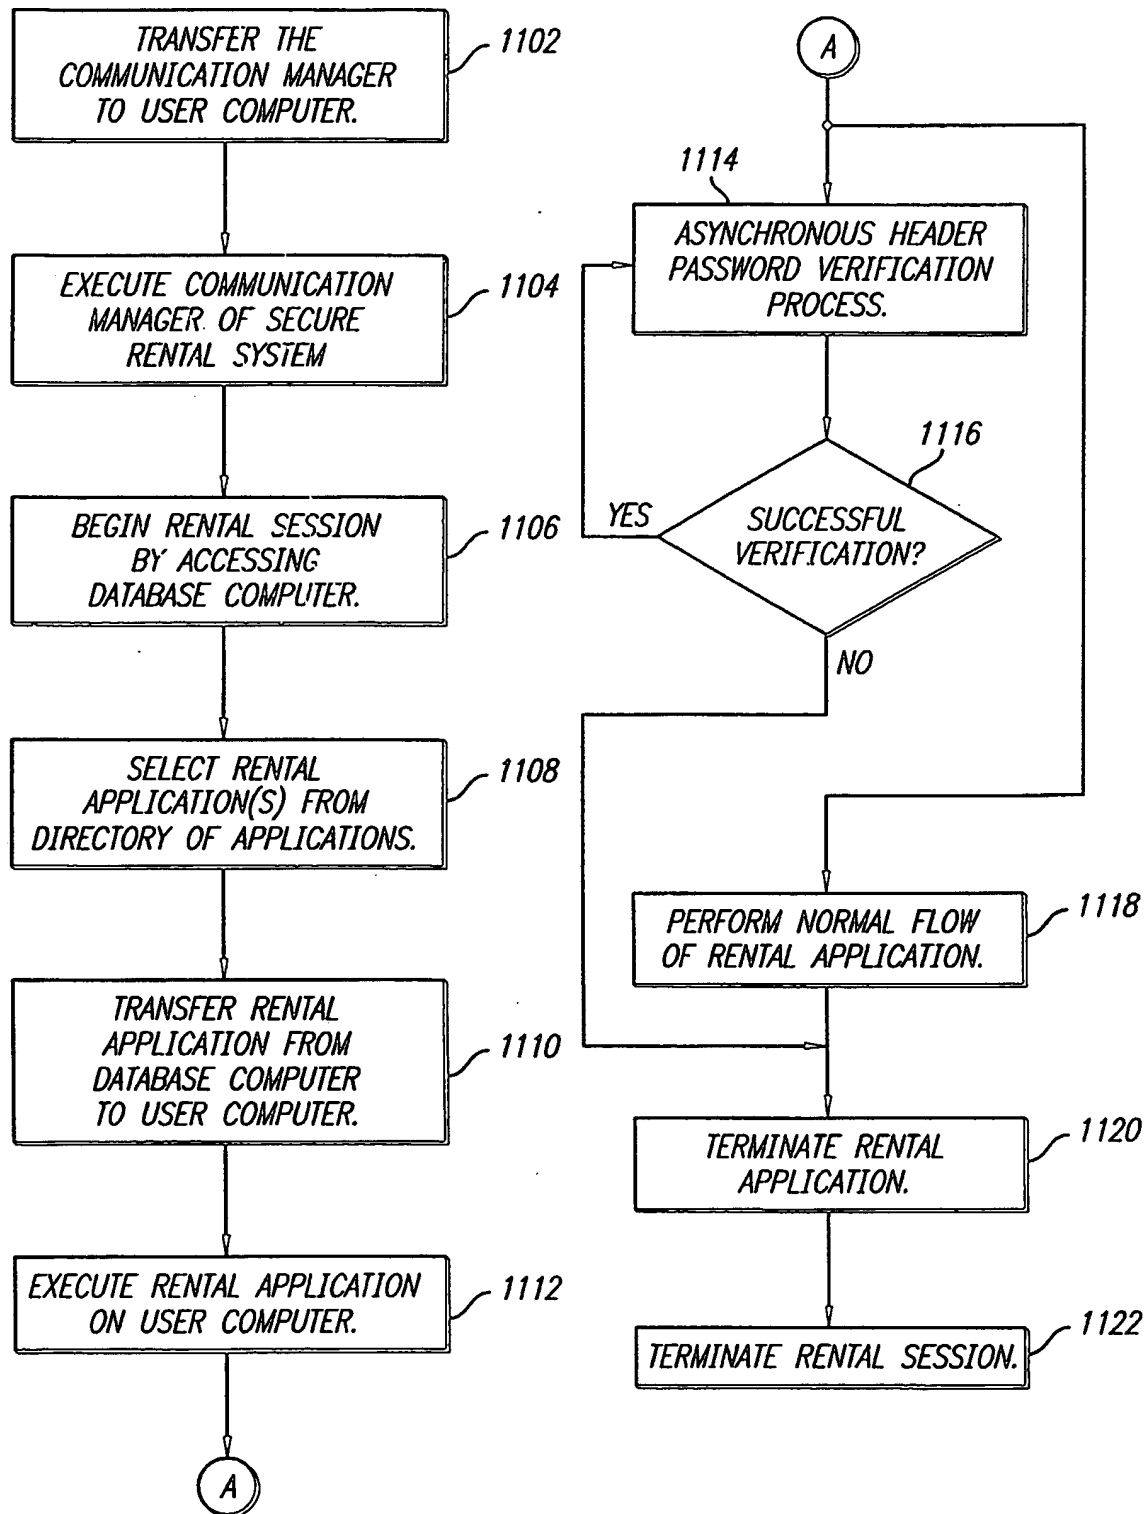 TRANSFER THE
COMMUNICATION MANAGER
TO USER COMPUTER.
1102
EXECUTE COMMUNICATION
MANAGER OF SECURE
RENTAL SYSTEM
1104
BEGIN RENTAL SESSION
BY ACCESSING
DATABASE COMPUTER.
1106
SELECT RENTAL
APPLICATION(S) FROM
DIRECTORY OF APPLICATIONS.
1108
TRANSFER RENTAL
APPLICATION FROM
DATABASE COMPUTER
TO USER COMPUTER.
1110
EXECUTE RENTAL APPLICATION
ON USER COMPUTER.
1112
A
A
1114
ASYNCHRONOUS HEADER
PASSWORD VERIFICATION
PROCESS.
1116
SUCCESSFUL
VERIFICATION?
YES
NO
PERFORM NORMAL FLOW
OF RENTAL APPLICATION.
1118
TERMINATE RENTAL
APPLICATION.
1120
TERMINATE RENTAL SESSION.
1122